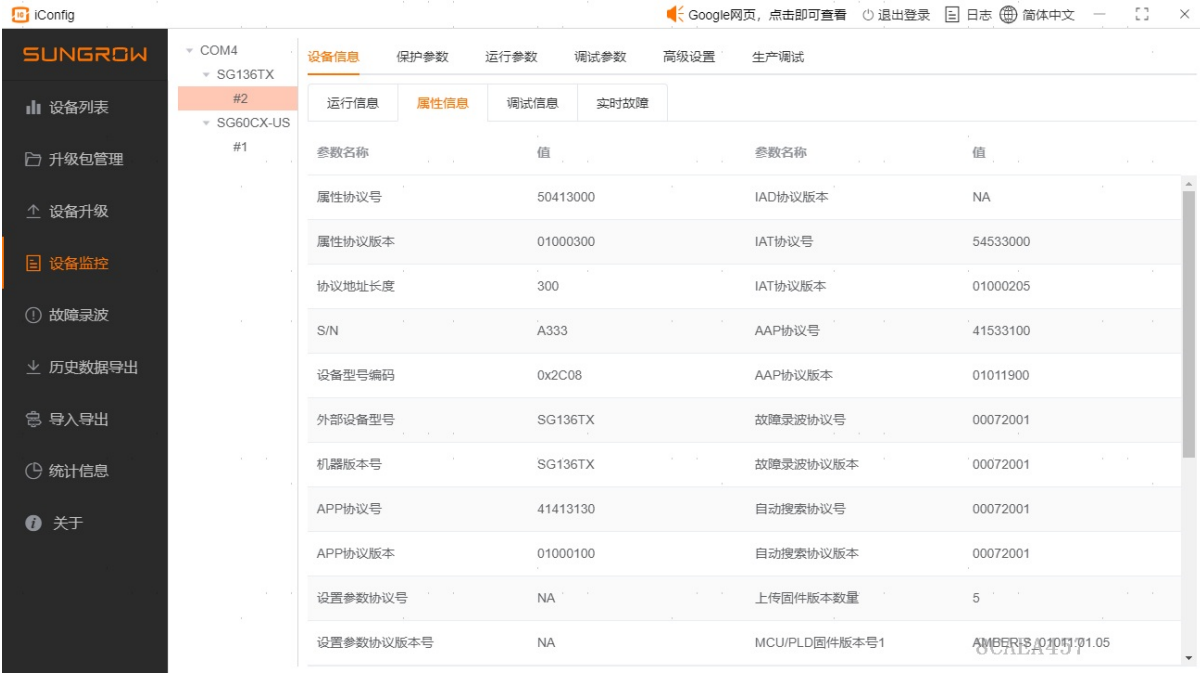 iConfig Google网页，点击即可查看 退出登录 日志 简体中文
SUNGROW
设备列表
升级包管理
设备升级
设备监控
故障录波
历史数据导出
导入导出
统计信息
关于
COM4
SG136TX
#2
SG60CX-US
#1
设备信息 保护参数 运行参数 调试参数 高级设置 生产调试
运行信息 属性信息 调试信息 实时故障
参数名称 值 参数名称 值
属性协议号 50413000 IAD协议版本 NA
属性协议版本 01000300 IAT协议号 54533000
协议地址长度 300 IAT协议版本 01000205
S/N A333 AAP协议号 41533100
设备型号编码 0x2C08 AAP协议版本 01011900
外部设备型号 SG136TX 故障录波协议号 00072001
机器版本号 SG136TX 故障录波协议版本 00072001
APP协议号 41413130 自动搜索协议号 00072001
APP协议版本 01000100 自动搜索协议版本 00072001
设置参数协议号 NA 上传固件版本数量 5
设置参数协议版本号 NA MCU/PLD固件版本号1 AMBER-S_01011.01.05